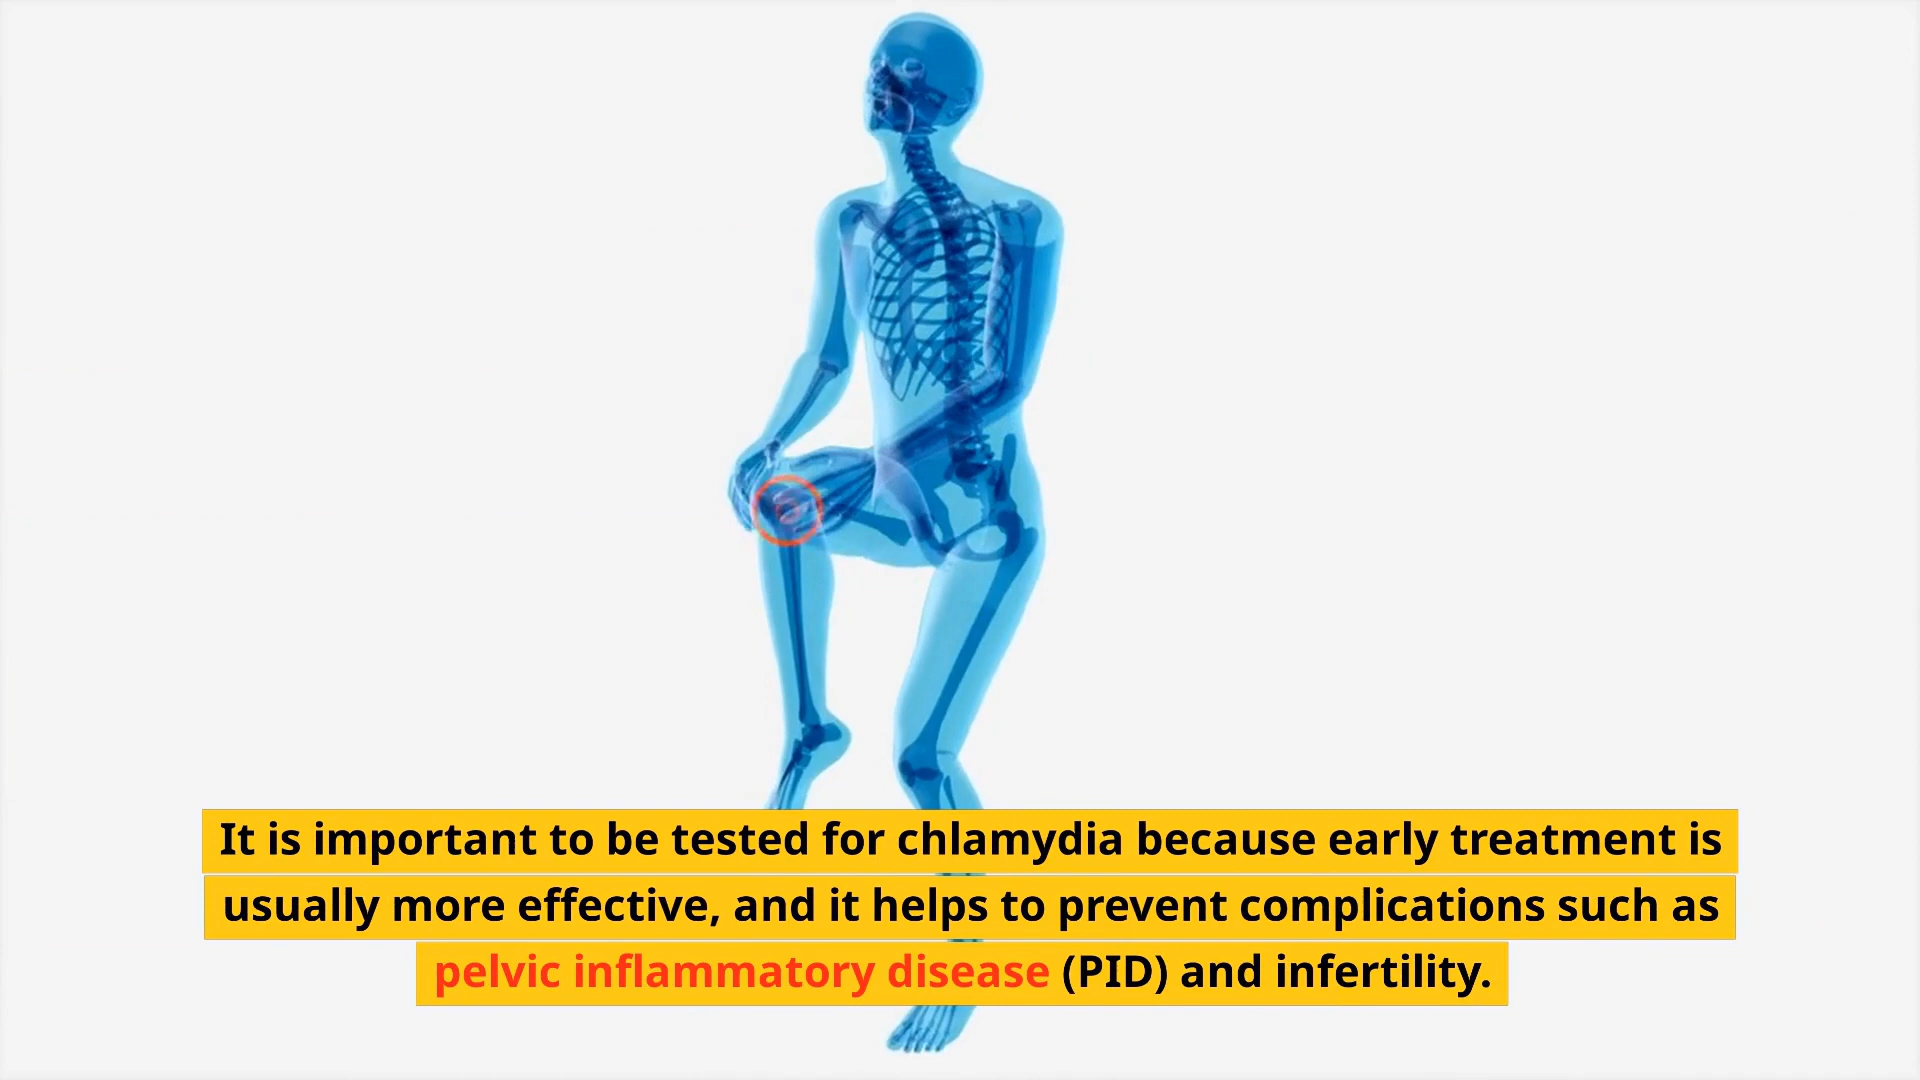 It is important to be tested for chlamydia because early treatment is
usually more effective, and it helps to prevent complications such as
pelvic inflammatory disease (PID) and infertility.